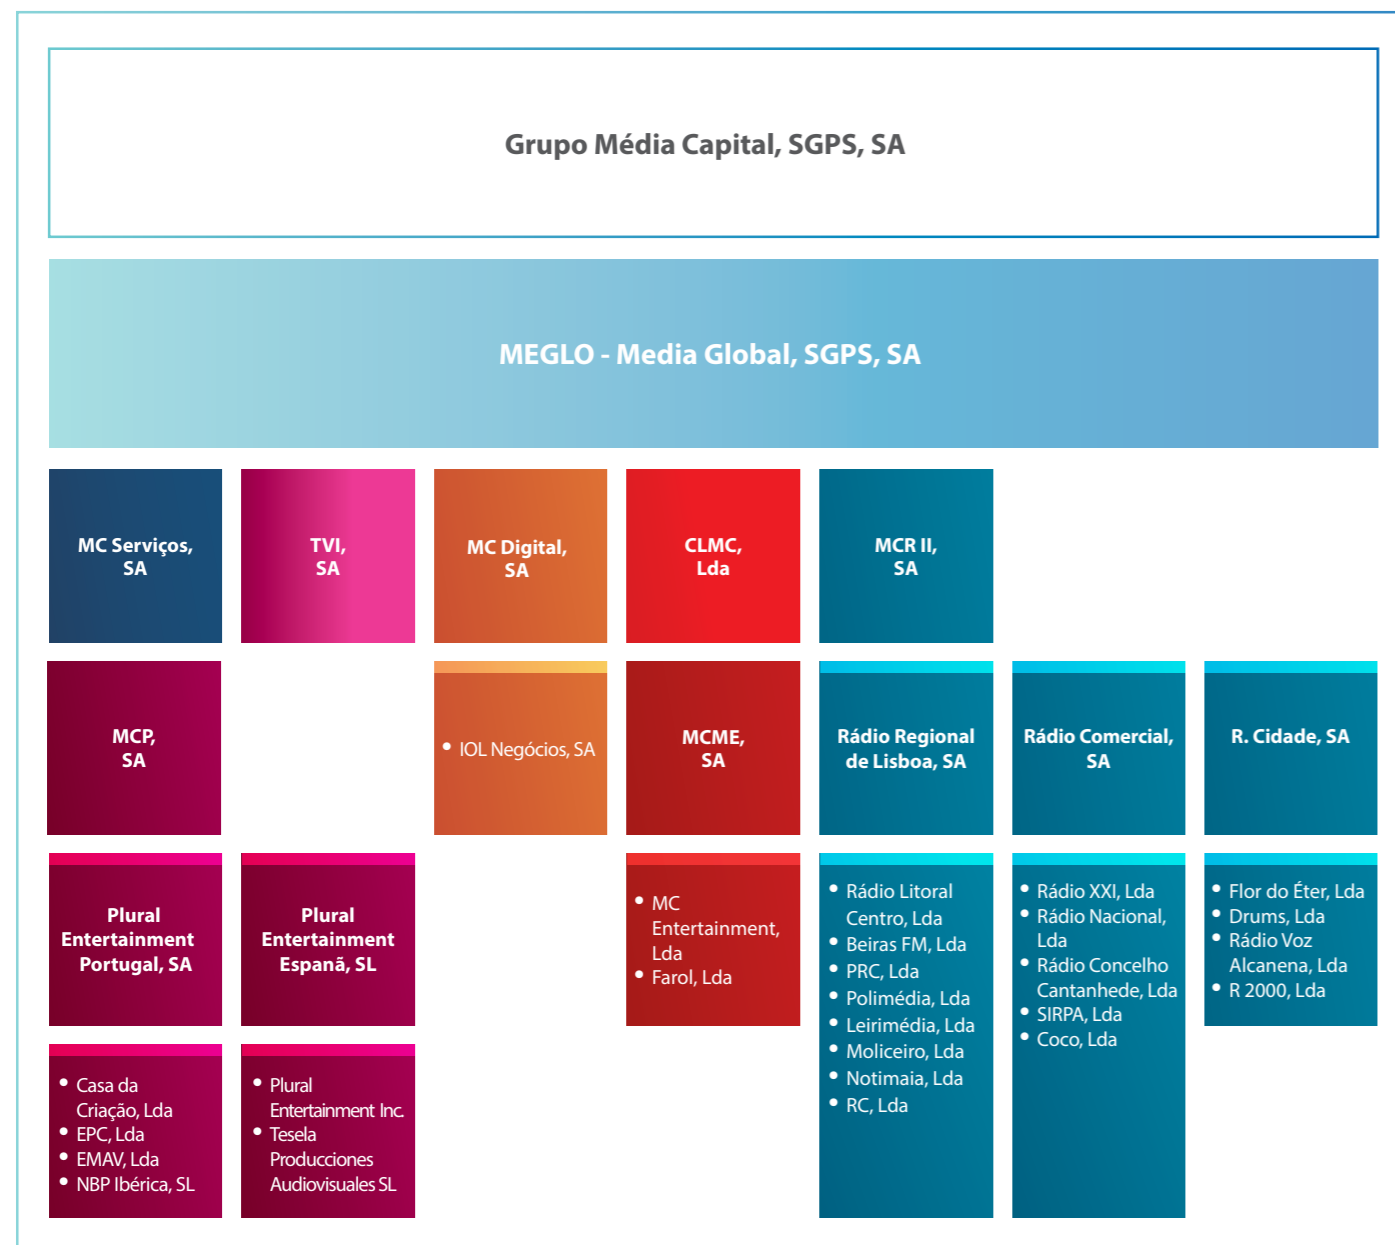 Grupo Média Capital, SGPS, SA
MEGLO - Media Global, SGPS, SA
MC Serviços,
SA
TVI,
SA
MC Digital,
SA
CLMC,
Lda
MCR II,
SA
MCP,
SA
• IOL Negócios, SA
MCME,
SA
Rádio Regional
de Lisboa, SA
Rádio Comercial,
SA
R. Cidade, SA
Plural
Entertainment
Portugal, SA
Plural
Entertainment
Espanã, SL
• MC
Entertainment,
Lda
• Farol, Lda
• Rádio Litoral
Centro, Lda
• Beiras FM, Lda
• PRC, Lda
• Polimédia, Lda
• Leirimédia, Lda
• Moliceiro, Lda
• Notimaia, Lda
• RC, Lda
• Rádio XXI, Lda
• Rádio Nacional,
Lda
• Rádio Concelho
Cantanhede, Lda
• SIRPA, Lda
• Coco, Lda
• Flor do Éter, Lda
• Drums, Lda
• Rádio Voz
Alcanena, Lda
• R 2000, Lda
• Casa da
Criação, Lda
• EPC, Lda
• EMAV, Lda
• NBP Ibérica, SL
• Plural
Entertainment Inc.
• Tesela
Producciones
Audiovisuales SL